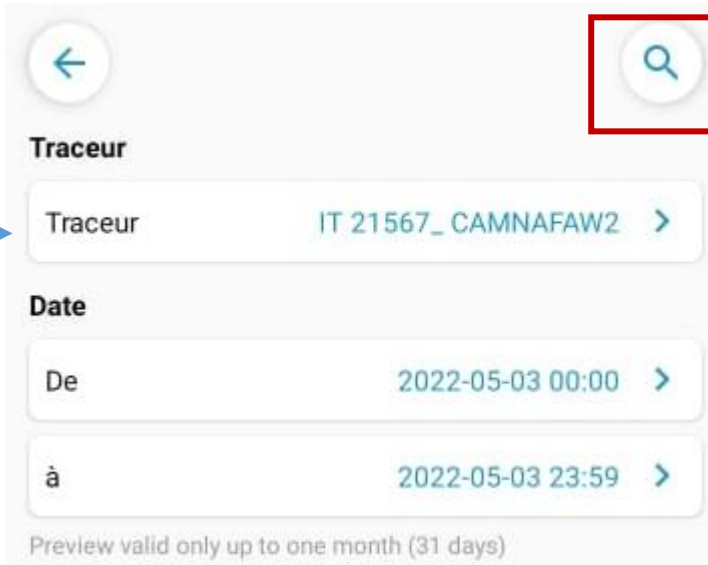 Traceur
Traceur IT 21567_ CAMNAFAW2
Date
De 2022-05-03 00:00
à 2022-05-03 23:59
Preview valid only up to one month (31 days)